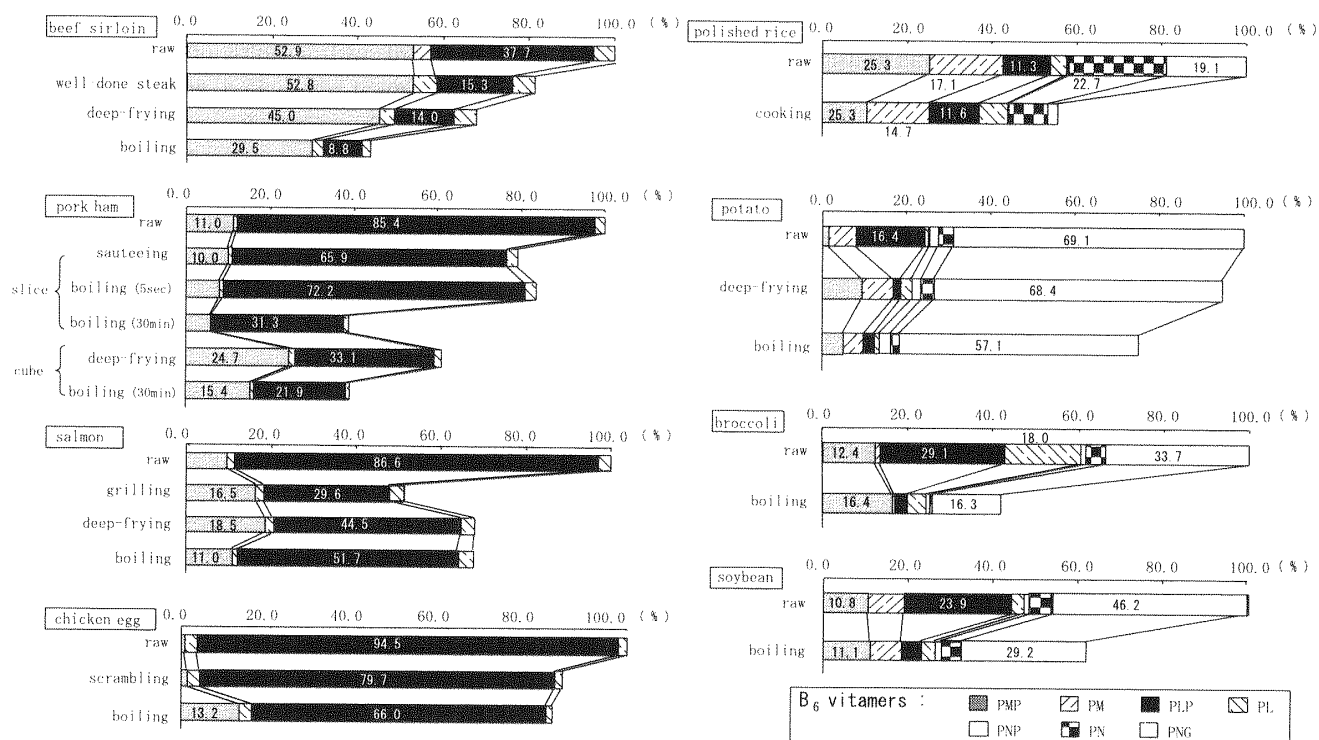 beef sirloin 0.0 20.0 40.0 60.0 80.0 100.0 (%)
raw 52.9 37.7
well-done steak 52.8 15.3
deep-frying 45.0 14.0
boiling 29.5 8.8
pork ham 0.0 20.0 40.0 60.0 80.0 100.0 (%)
raw 11.0 85.4
slice
sauteeing 10.0 65.9
boiling (5sec) 72.2
boiling (30min) 31.3
cube
deep-frying 24.7 33.1
boiling (30min) 15.4 21.9
salmon 0.0 20.0 40.0 60.0 80.0 100.0 (%)
raw 86.6
grilling 16.5 29.6
deep-frying 18.5 44.5
boiling 11.0 51.7
chicken egg 0.0 20.0 40.0 60.0 80.0 100.0 (%)
raw 94.5
scrambling 79.7
boiling 13.2 66.0
polished rice 0.0 20.0 40.0 60.0 80.0 100.0 (%)
raw 25.3 11.3 19.1
17.1 22.7
cooking 25.3 11.6
14.7
potato 0.0 20.0 40.0 60.0 80.0 100.0 (%)
raw 16.4 69.1
deep-frying 68.4
boiling 57.1
broccoli 0.0 20.0 40.0 60.0 80.0 100.0 (%)
18.0
raw 12.4 29.1 33.7
boiling 16.4 16.3
soybean 0.0 20.0 40.0 60.0 80.0 100.0 (%)
raw 10.8 23.9 46.2
boiling 11.1 29.2
B6 vitamers : PMP PM PLP PL
PNP PN PNG